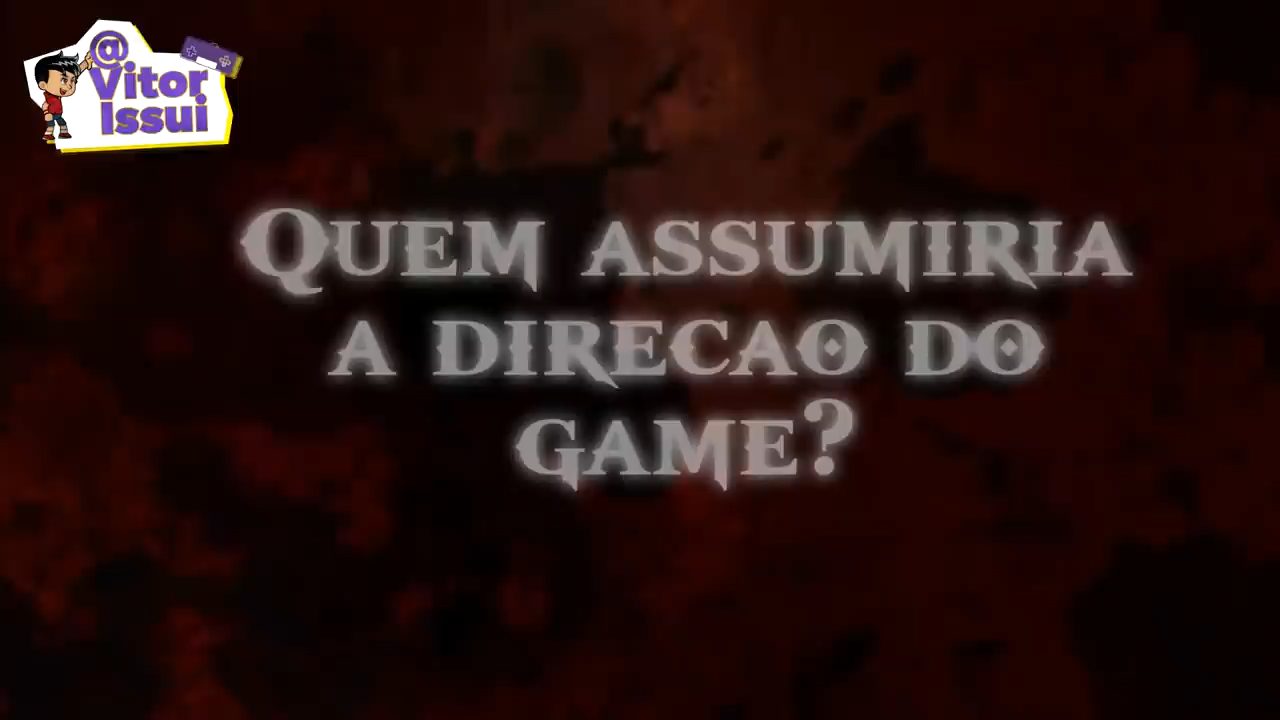 @
Vitor
Issui
Quem assumiria
a direcao do
game?